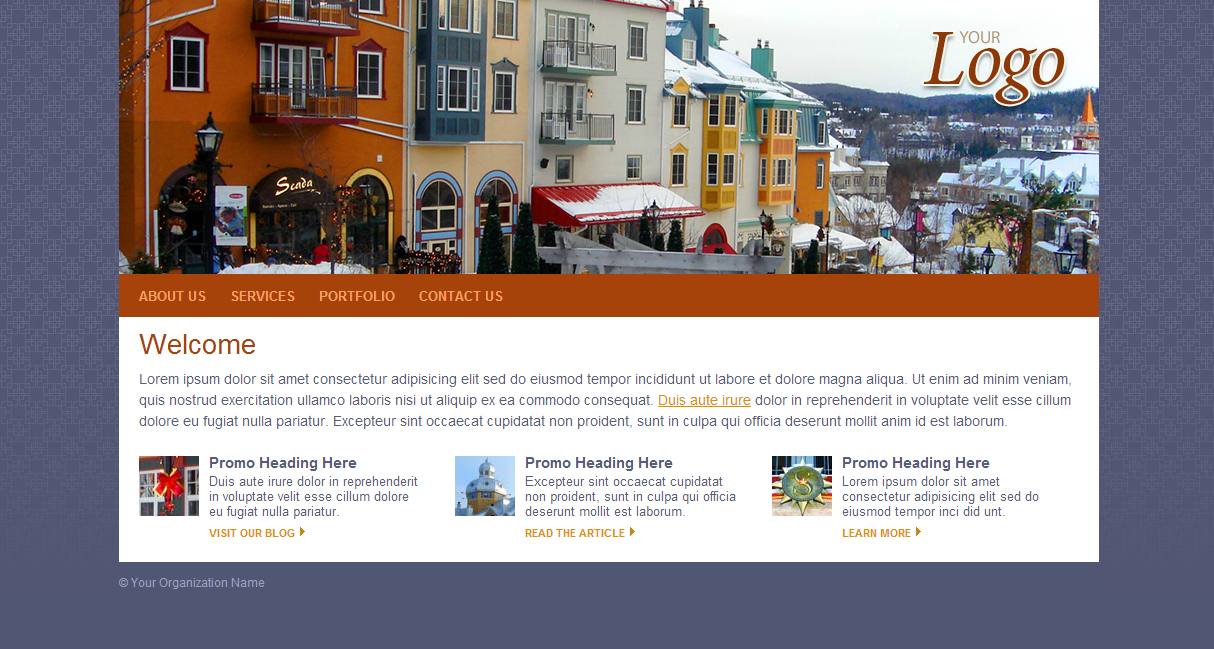 YOUR
Logo
Scada
ABOUT US SERVICES PORTFOLIO CONTACT US
Welcome
Lorem ipsum dolor sit amet consectetur adipisicing elit sed do eiusmod tempor incididunt ut labore et dolore magna aliqua. Ut enim ad minim veniam,
quis nostrud exercitation ullamco laboris nisi ut aliquip ex ea commodo consequat. Duis aute irure dolor in reprehenderit in voluptate velit esse cillum
dolore eu fugiat nulla pariatur. Excepteur sint occaecat cupidatat non proident, sunt in culpa qui officia deserunt mollit anim id est laborum.
Promo Heading Here
Duis aute irure dolor in reprehenderit
in voluptate velit esse cillum dolore
eu fugiat nulla pariatur.
VISIT OUR BLOG
Promo Heading Here
Excepteur sint occaecat cupidatat
non proident, sunt in culpa qui officia
deserunt mollit est laborum.
READ THE ARTICLE
Promo Heading Here
Lorem ipsum dolor sit amet
consectetur adipisicing elit sed do
eiusmod tempor inci did unt.
LEARN MORE
© Your Organization Name